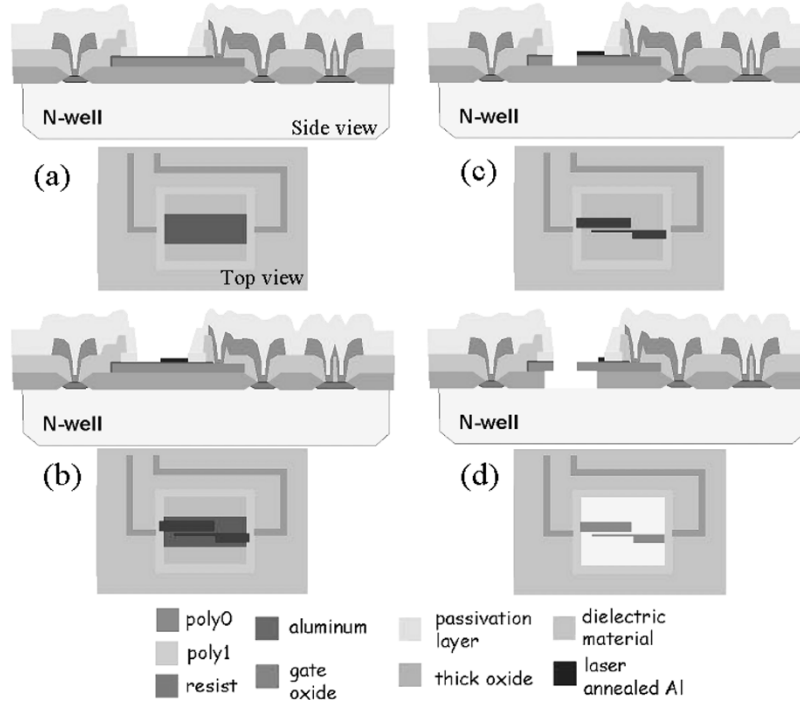 N-well
Side view
(a)
Top view
N-well
(c)
N-well
(b)
N-well
(d)
poly0
aluminum
passivation
layer
dielectric
material
poly1
resist
gate
oxide
thick oxide
laser
annealed Al